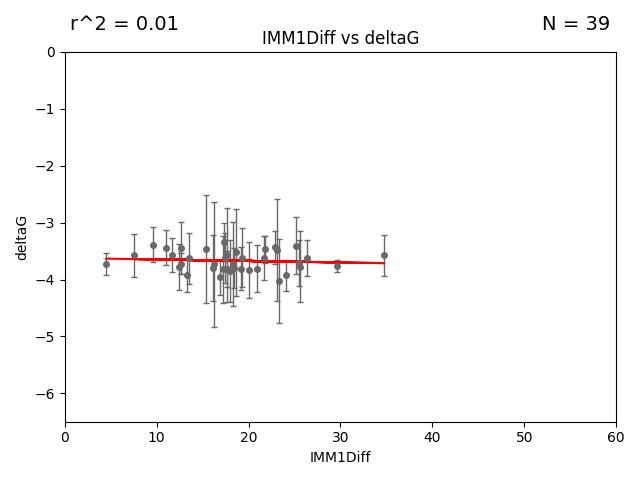 r^2 = 0.01
N = 39
IMM1Diff vs deltaG
0
−1
−2
−3
−4
−5
−6
deltaG
0 10 20 30 40 50 60
IMM1Diff